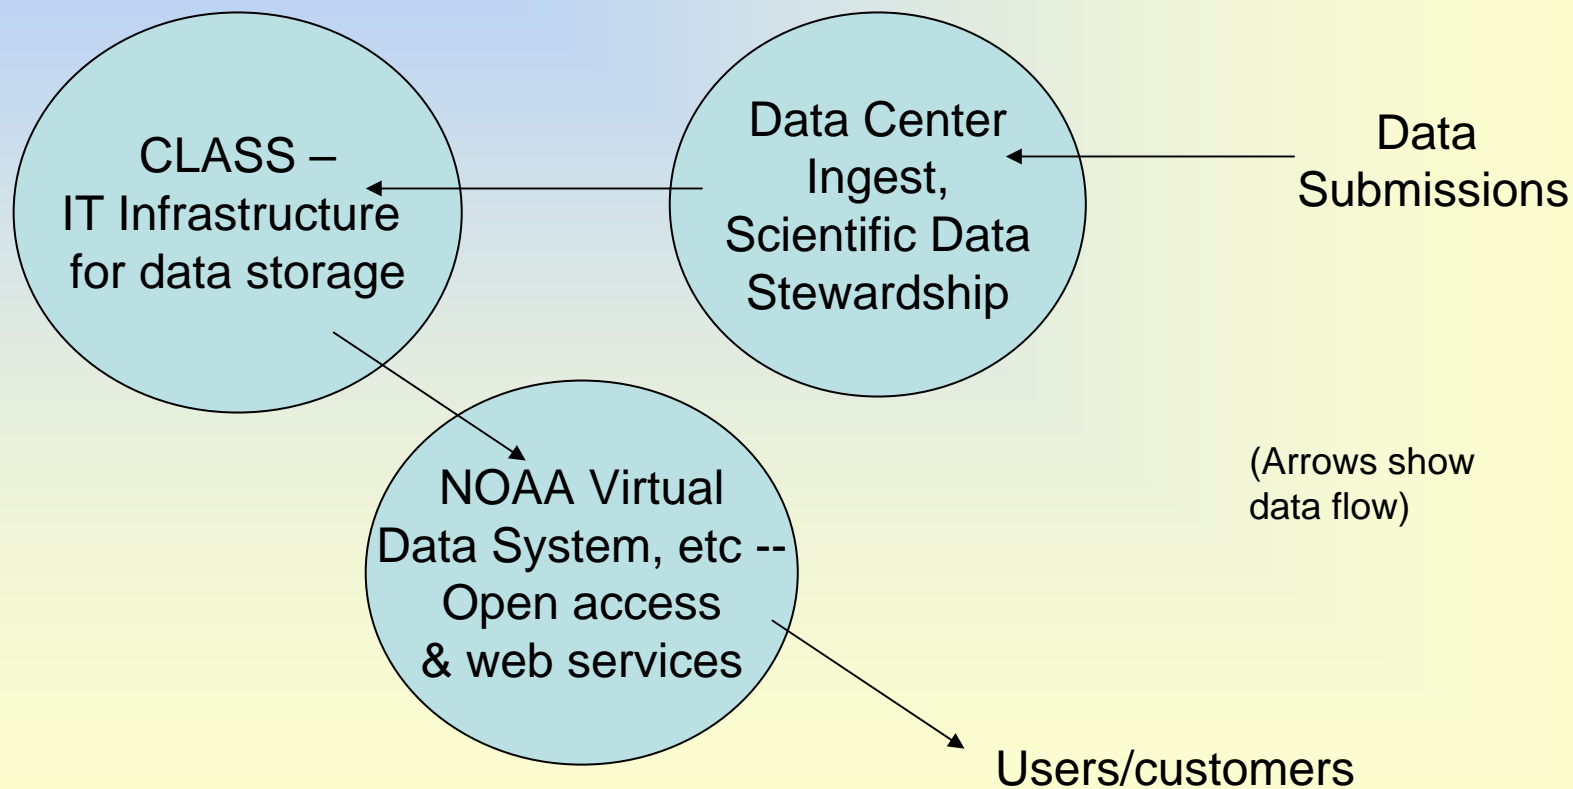 CLASS –
IT Infrastructure
for data storage
Data Center
Ingest,
Scientific Data
Stewardship
Data
Submissions
NOAA Virtual
Data System, etc --
Open access
& web services
(Arrows show
data flow)
Users/customers